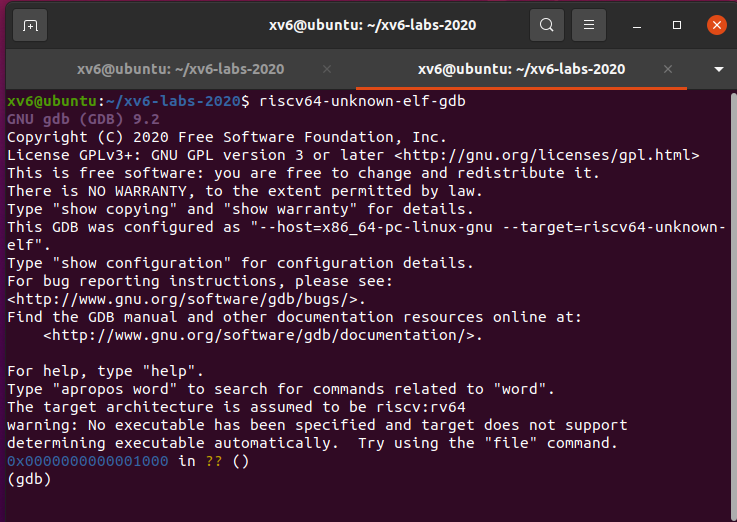 xv6@ubuntu: ~/xv6-labs-2020
xv6@ubuntu: ~/xv6-labs-2020
xv6@ubuntu: ~/xv6-labs-2020
xv6@ubuntu:~/xv6-labs-2020$ riscv64-unknown-elf-gdb
GNU gdb (GDB) 9.2
Copyright (C) 2020 Free Software Foundation, Inc.
License GPLv3+: GNU GPL version 3 or later <http://gnu.org/licenses/gpl.html>
This is free software: you are free to change and redistribute it.
There is NO WARRANTY, to the extent permitted by law.
Type "show copying" and "show warranty" for details.
This GDB was configured as "--host=x86_64-pc-linux-gnu --target=riscv64-unknown-
elf".
Type "show configuration" for configuration details.
For bug reporting instructions, please see:
<http://www.gnu.org/software/gdb/bugs/>.
Find the GDB manual and other documentation resources online at:
    <http://www.gnu.org/software/gdb/documentation/>.

For help, type "help".
Type "apropos word" to search for commands related to "word".
The target architecture is assumed to be riscv:rv64
warning: No executable has been specified and target does not support
determining executable automatically.  Try using the "file" command.
0x0000000000001000 in ?? ()
(gdb)